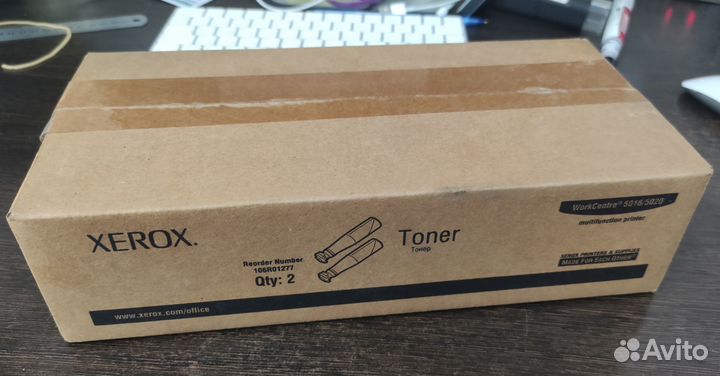 XEROX.
Reorder Number
106R01277
Qty: 2
Toner
Тонер
WorkCentre® 5016/5020
multifunction printer
XEROX PRINTERS & SUPPLIES
MADE FOR EACH OTHER™
www.xerox.com/office
Avito